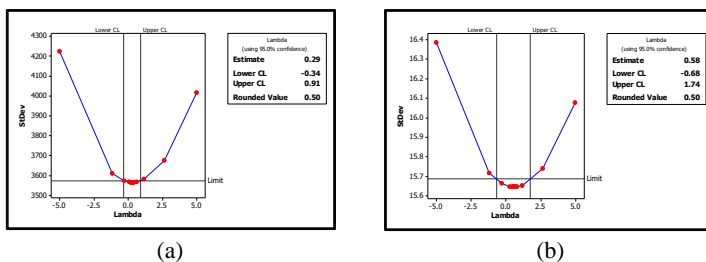 Lower CL Upper CL
4300
4200
4100
4000
3900
3800
3700
3600
3500
StDev
-5.0 -2.5 0.0 2.5 5.0
Lambda
Limit
Lambda
(using 95.0% confidence)
Estimate 0.29
Lower CL -0.34
Upper CL 0.91
Rounded Value 0.50
(a)
Lower CL Upper CL
16.4
16.3
16.2
16.1
16.0
15.9
15.8
15.7
15.6
StDev
-5.0 -2.5 0.0 2.5 5.0
Lambda
Limit
Lambda
(using 95.0% confidence)
Estimate 0.58
Lower CL -0.68
Upper CL 1.74
Rounded Value 0.50
(b)